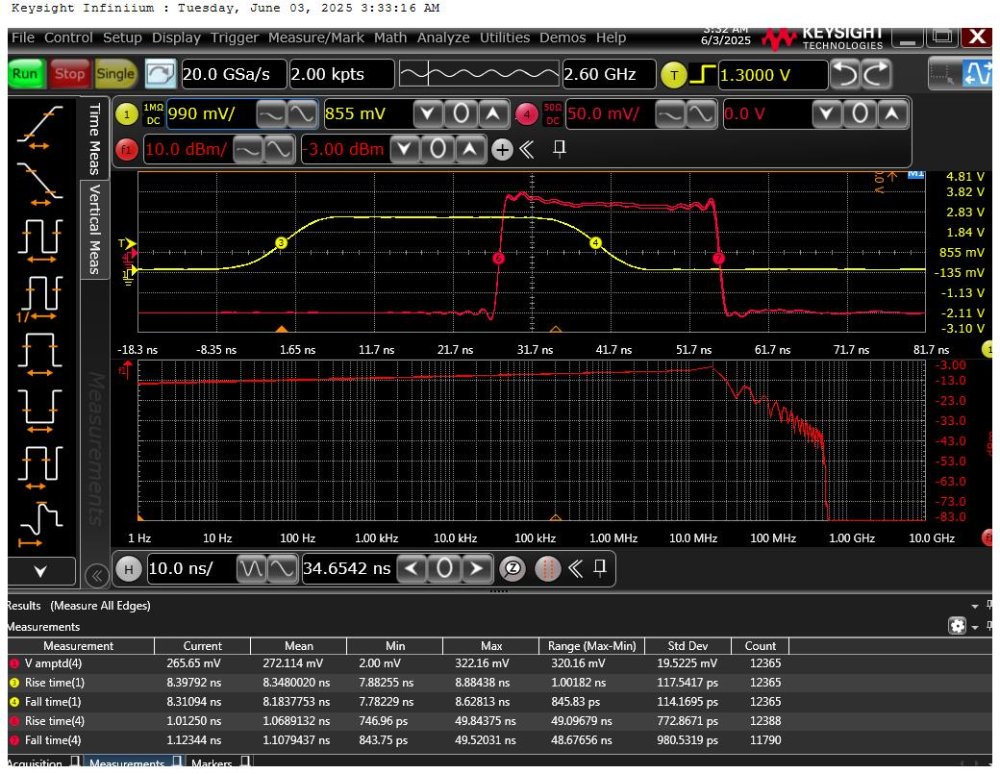 Keysight Infiniium : Tuesday, June 03, 2025 3:33:16 AM
File Control Setup Display Trigger Measure/Mark Math Analyze Utilities Demos Help
3:32 AM
6/3/2025
KEYSIGHT
TECHNOLOGIES
Run Stop Single 20.0 GSa/s 2.00 kpts 2.60 GHz T 1.3000 V
1 1MΩ DC 990 mV/ 855 mV 4 50Ω DC 50.0 mV/ 0.0 V
f1 10.0 dBm/ -3.00 dBm
Time Meas
Vertical Meas
Measurements
1/
M1
0.0 V
4.81 V
3.82 V
2.83 V
1.84 V
855 mV
-135 mV
-1.13 V
-2.11 V
-3.10 V
T
3 4 6 7
-18.3 ns -8.35 ns 1.65 ns 11.7 ns 21.7 ns 31.7 ns 41.7 ns 51.7 ns 61.7 ns 71.7 ns 81.7 ns 1
f1
-3.00
-13.0
-23.0
-33.0
-43.0
-53.0
-63.0
-73.0
-83.0
1 Hz 10 Hz 100 Hz 1.00 kHz 10.0 kHz 100 kHz 1.00 MHz 10.0 MHz 100 MHz 1.00 GHz 10.0 GHz
H 10.0 ns/ 34.6542 ns 0 Z
Results (Measure All Edges)
Measurements
Measurement Current Mean Min Max Range (Max-Min) Std Dev Count
V amptd(4) 265.65 mV 272.114 mV 2.00 mV 322.16 mV 320.16 mV 19.5225 mV 12365
3 Rise time(1) 8.39792 ns 8.3480020 ns 7.88255 ns 8.88438 ns 1.00182 ns 117.5417 ps 12365
4 Fall time(1) 8.31094 ns 8.1837753 ns 7.78229 ns 8.62813 ns 845.83 ps 114.1695 ps 12365
Rise time(4) 1.01250 ns 1.0689132 ns 746.96 ps 49.84375 ns 49.09679 ns 772.8671 ps 12388
Fall time(4) 1.12344 ns 1.1079437 ns 843.75 ps 49.52031 ns 48.67656 ns 980.5319 ps 11790
Acquisition Measurements Markers